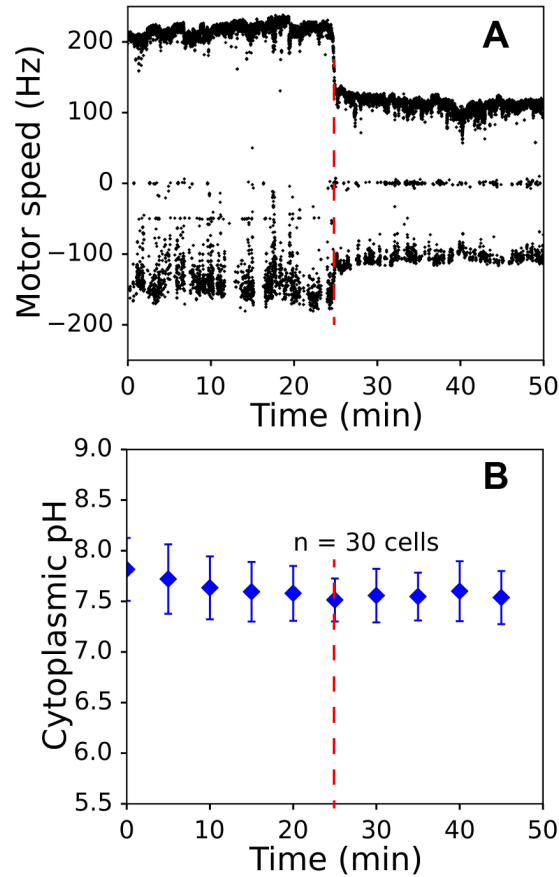 A
Motor speed (Hz)
200
100
0
−100
−200
0 10 20 30 40 50
Time (min)
B
Cytoplasmic pH
n = 30 cells
9.0
8.5
8.0
7.5
7.0
6.5
6.0
5.5
0 10 20 30 40 50
Time (min)